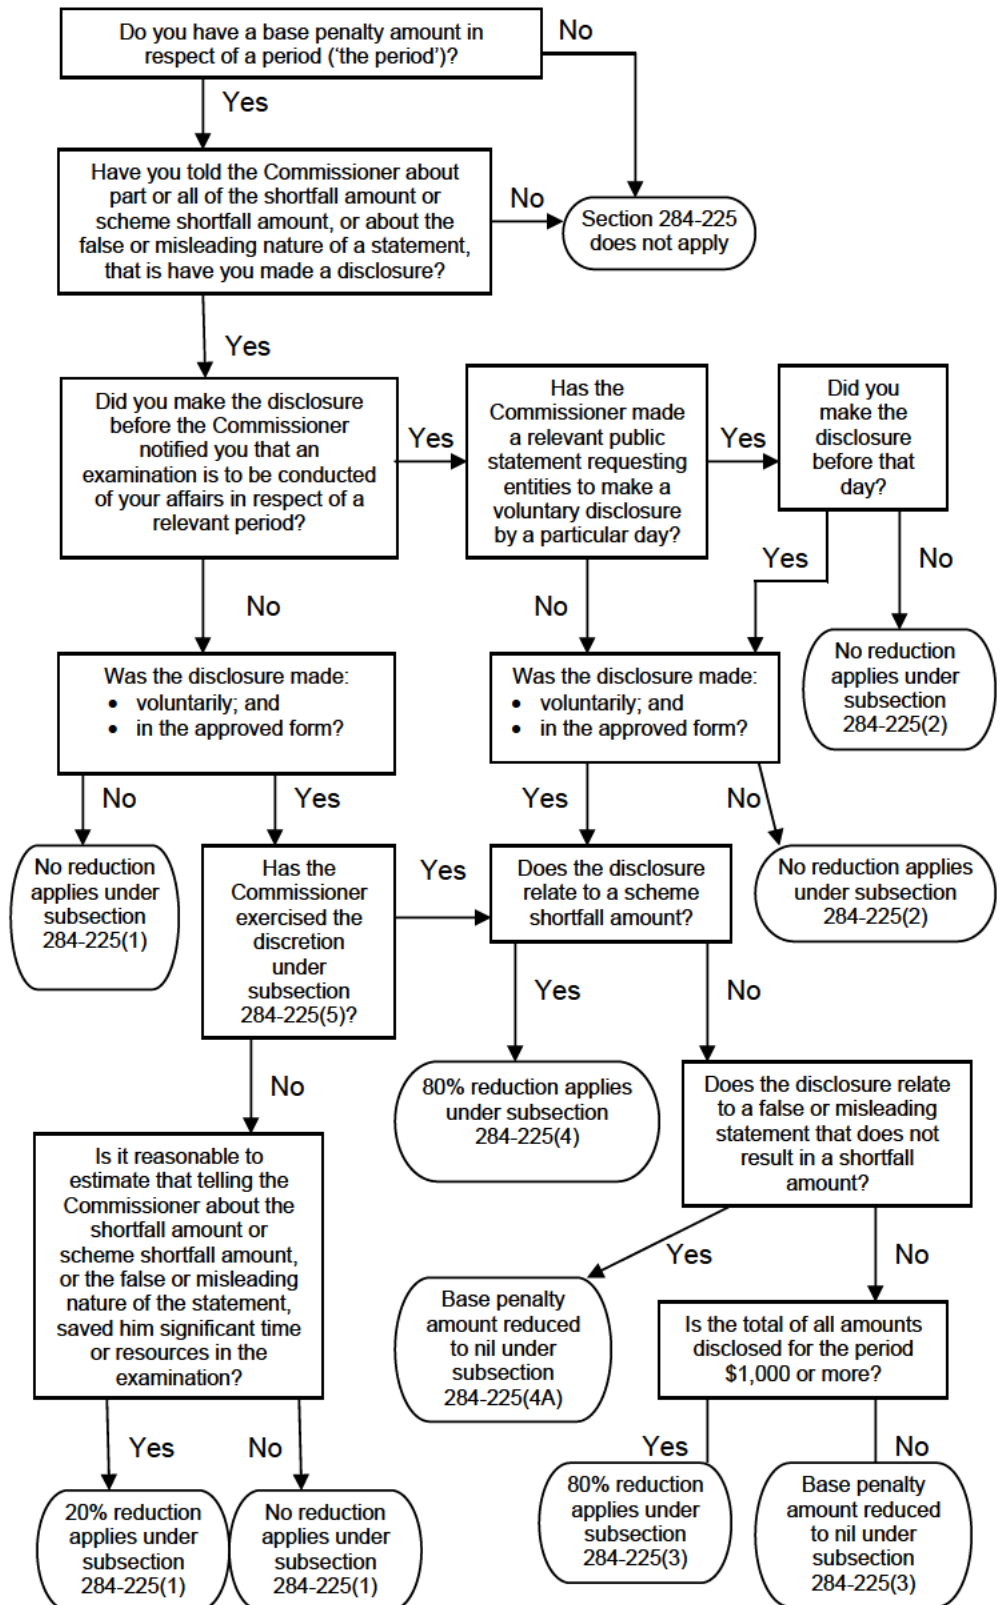 Do you have a base penalty amount in
respect of a period (‘the period’)?
No
Yes
Have you told the Commissioner about
part or all of the shortfall amount or
scheme shortfall amount, or about the
false or misleading nature of a statement,
that is have you made a disclosure?
No
Section 284-225
does not apply
Yes
Did you make the disclosure
before the Commissioner
notified you that an
examination is to be conducted
of your affairs in respect of a
relevant period?
Yes
Has the
Commissioner made
a relevant public
statement requesting
entities to make a
voluntary disclosure
by a particular day?
Yes
Did you
make the
disclosure
before that
day?
No
No
Yes
No
Was the disclosure made:
• voluntarily; and
• in the approved form?
Was the disclosure made:
• voluntarily; and
• in the approved form?
No reduction
applies under
subsection
284-225(2)
No
Yes
Yes
No
No reduction
applies under
subsection
284-225(1)
Has the
Commissioner
exercised the
discretion
under
subsection
284-225(5)?
Yes
Does the disclosure
relate to a scheme
shortfall amount?
No reduction applies
under subsection
284-225(2)
No
Yes
No
80% reduction applies
under subsection
284-225(4)
Does the disclosure relate
to a false or misleading
statement that does not
result in a shortfall
amount?
Is it reasonable to
estimate that telling the
Commissioner about the
shortfall amount or
scheme shortfall amount,
or the false or misleading
nature of the statement,
saved him significant time
or resources in the
examination?
Yes
No
Base penalty
amount reduced
to nil under
subsection
284-225(4A)
Is the total of all amounts
disclosed for the period
$1,000 or more?
Yes
No
Yes
No
20% reduction
applies under
subsection
284-225(1)
No reduction
applies under
subsection
284-225(1)
80% reduction
applies under
subsection
284-225(3)
Base penalty
amount reduced
to nil under
subsection
284-225(3)